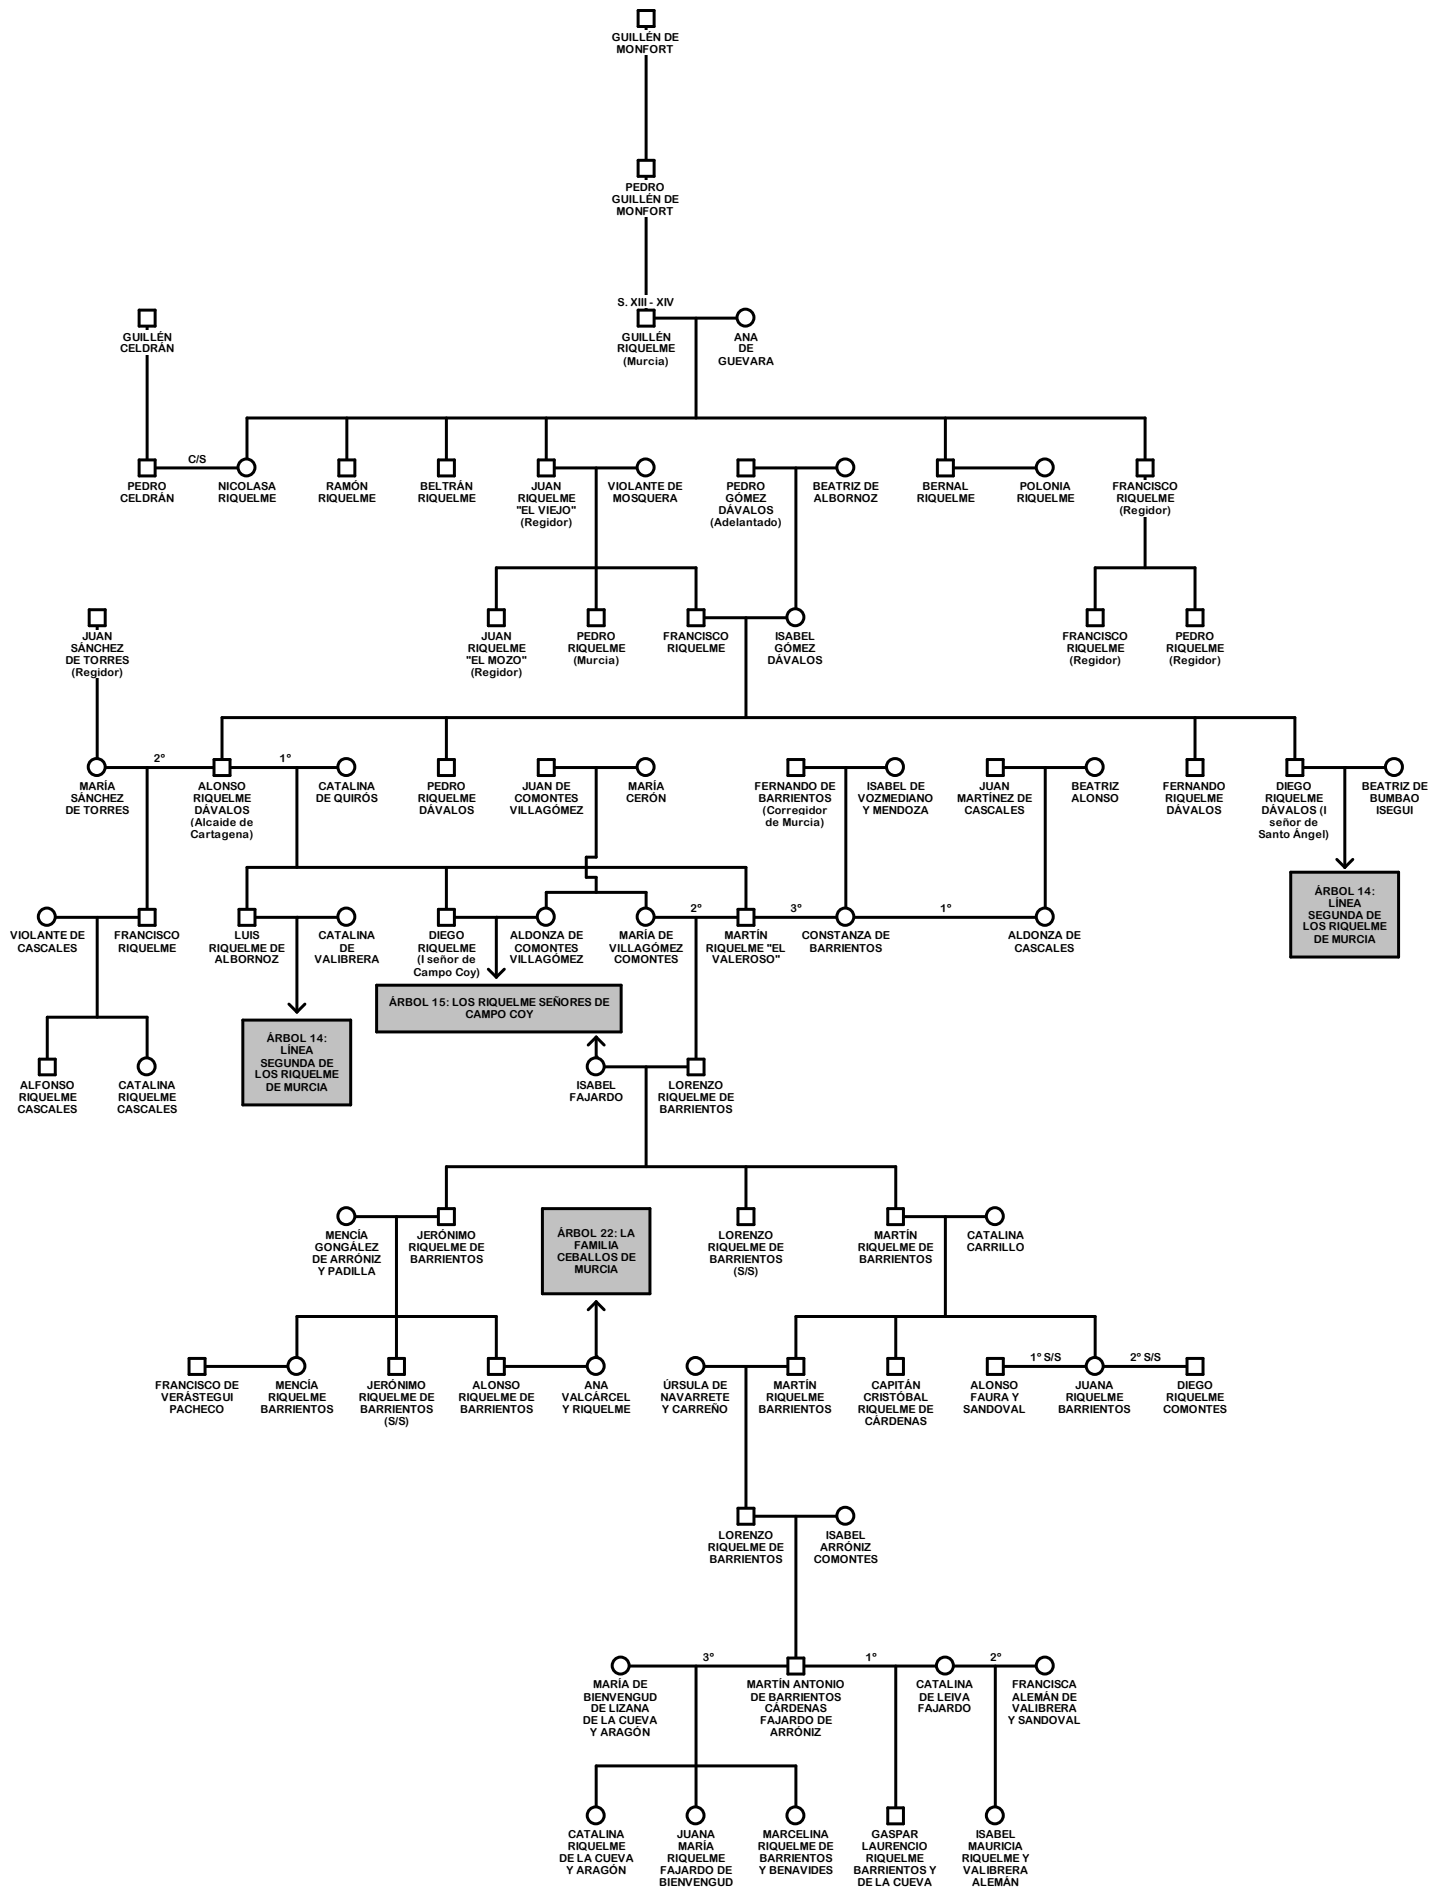 GUILLÉN DE
MONFORT
PEDRO
GUILLÉN DE
MONFORT
S. XIII - XIV
GUILLÉN
CELDRÁN
GUILLÉN
RIQUELME
(Murcia)
ANA
DE
GUEVARA
C/S
PEDRO
CELDRÁN
NICOLASA
RIQUELME
RAMÓN
RIQUELME
BELTRÁN
RIQUELME
JUAN
RIQUELME
"EL VIEJO"
(Regidor)
VIOLANTE DE
MOSQUERA
PEDRO
GÓMEZ
DÁVALOS
(Adelantado)
BEATRIZ DE
ALBORNOZ
BERNAL
RIQUELME
POLONIA
RIQUELME
FRANCISCO
RIQUELME
(Regidor)
JUAN
SÁNCHEZ
DE TORRES
(Regidor)
JUAN
RIQUELME
"EL MOZO"
(Regidor)
PEDRO
RIQUELME
(Murcia)
FRANCISCO
RIQUELME
ISABEL
GÓMEZ
DÁVALOS
FRANCISCO
RIQUELME
(Regidor)
PEDRO
RIQUELME
(Regidor)
2º
1º
MARÍA
SÁNCHEZ
DE TORRES
ALONSO
RIQUELME
DÁVALOS
(Alcaide de
Cartagena)
CATALINA
DE QUIRÓS
PEDRO
RIQUELME
DÁVALOS
JUAN DE
COMONTES
VILLAGÓMEZ
MARÍA
CERÓN
FERNANDO DE
BARRIENTOS
(Corregidor
de Murcia)
ISABEL DE
VOZMEDIANO
Y MENDOZA
JUAN
MARTÍNEZ DE
CASCALES
BEATRIZ
ALONSO
FERNANDO
RIQUELME
DÁVALOS
DIEGO
RIQUELME
DÁVALOS (I
señor de
Santo Ángel)
BEATRIZ DE
BUMBAO
ISEGUI
2º
3º
1º
VIOLANTE DE
CASCALES
FRANCISCO
RIQUELME
LUIS
RIQUELME DE
ALBORNOZ
CATALINA
DE
VALIBRERA
DIEGO
RIQUELME
(I señor de
Campo Coy)
ALDONZA DE
COMONTES
VILLAGÓMEZ
MARÍA DE
VILLAGÓMEZ
COMONTES
MARTÍN
RIQUELME "EL
VALEROSO"
CONSTANZA DE
BARRIENTOS
ALDONZA DE
CASCALES
ÁRBOL 14:
LÍNEA
SEGUNDA DE
LOS RIQUELME
DE MURCIA
ÁRBOL 15: LOS RIQUELME SEÑORES DE
CAMPO COY
ÁRBOL 14:
LÍNEA
SEGUNDA DE
LOS RIQUELME
DE MURCIA
ALFONSO
RIQUELME
CASCALES
CATALINA
RIQUELME
CASCALES
ISABEL
FAJARDO
LORENZO
RIQUELME DE
BARRIENTOS
MENCÍA
GONGÁLEZ
DE ARRÓNIZ
Y PADILLA
JERÓNIMO
RIQUELME DE
BARRIENTOS
ÁRBOL 22: LA
FAMILIA
CEBALLOS DE
MURCIA
LORENZO
RIQUELME DE
BARRIENTOS
(S/S)
MARTÍN
RIQUELME DE
BARRIENTOS
CATALINA
CARRILLO
1º S/S
2º S/S
FRANCISCO DE
VERÁSTEGUI
PACHECO
MENCÍA
RIQUELME
BARRIENTOS
JERÓNIMO
RIQUELME DE
BARRIENTOS
(S/S)
ALONSO
RIQUELME DE
BARRIENTOS
ANA
VALCÁRCEL
Y RIQUELME
ÚRSULA DE
NAVARRETE
Y CARREÑO
MARTÍN
RIQUELME
BARRIENTOS
CAPITÁN
CRISTÓBAL
RIQUELME DE
CÁRDENAS
ALONSO
FAURA Y
SANDOVAL
JUANA
RIQUELME
BARRIENTOS
DIEGO
RIQUELME
COMONTES
LORENZO
RIQUELME DE
BARRIENTOS
ISABEL
ARRÓNIZ
COMONTES
3º
1º
2º
MARÍA DE
BIENVENGUD
DE LIZANA
DE LA CUEVA
Y ARAGÓN
MARTÍN ANTONIO
DE BARRIENTOS
CÁRDENAS
FAJARDO DE
ARRÓNIZ
CATALINA
DE LEIVA
FAJARDO
FRANCISCA
ALEMÁN DE
VALIBRERA
Y SANDOVAL
CATALINA
RIQUELME
DE LA CUEVA
Y ARAGÓN
JUANA
MARÍA
RIQUELME
FAJARDO DE
BIENVENGUD
MARCELINA
RIQUELME DE
BARRIENTOS
Y BENAVIDES
GASPAR
LAURENCIO
RIQUELME
BARRIENTOS Y
DE LA CUEVA
ISABEL
MAURICIA
RIQUELME Y
VALIBRERA
ALEMÁN